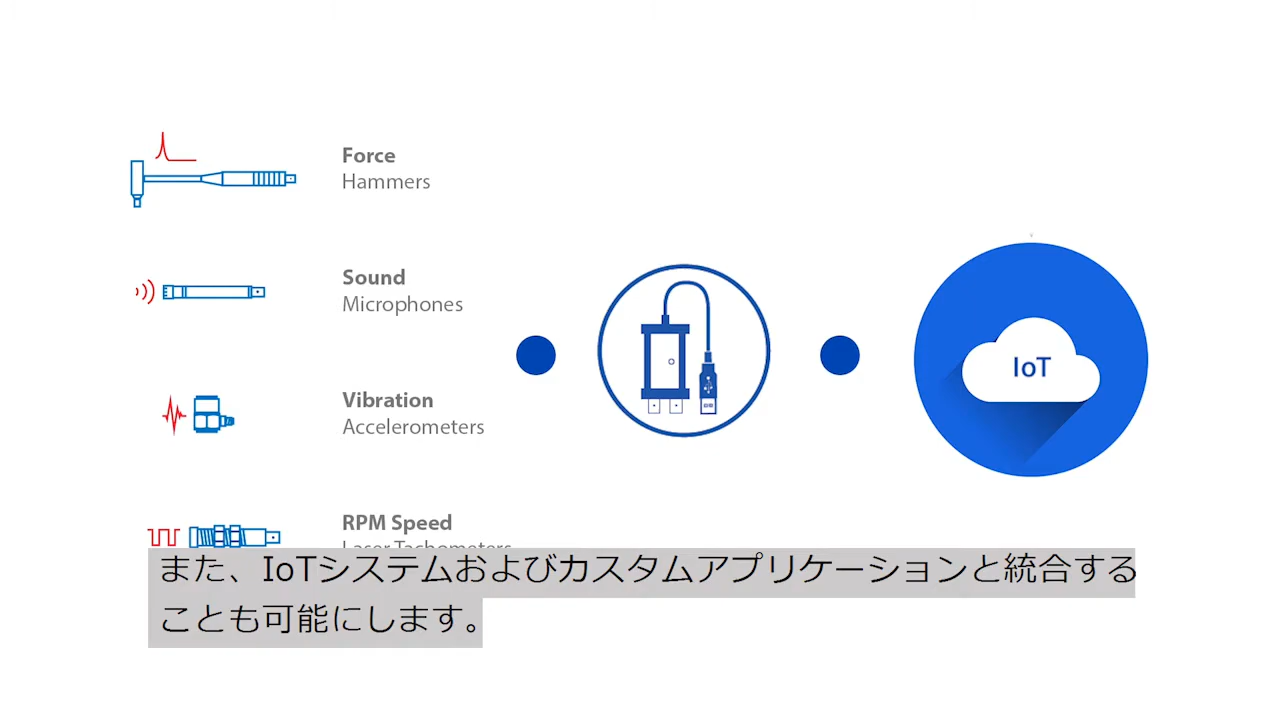 Force
Hammers
Sound
Microphones
Vibration
Accelerometers
RPM Speed
Laser Tachometers
IoT
また、IoTシステムおよびカスタムアプリケーションと統合する
ことも可能にします。